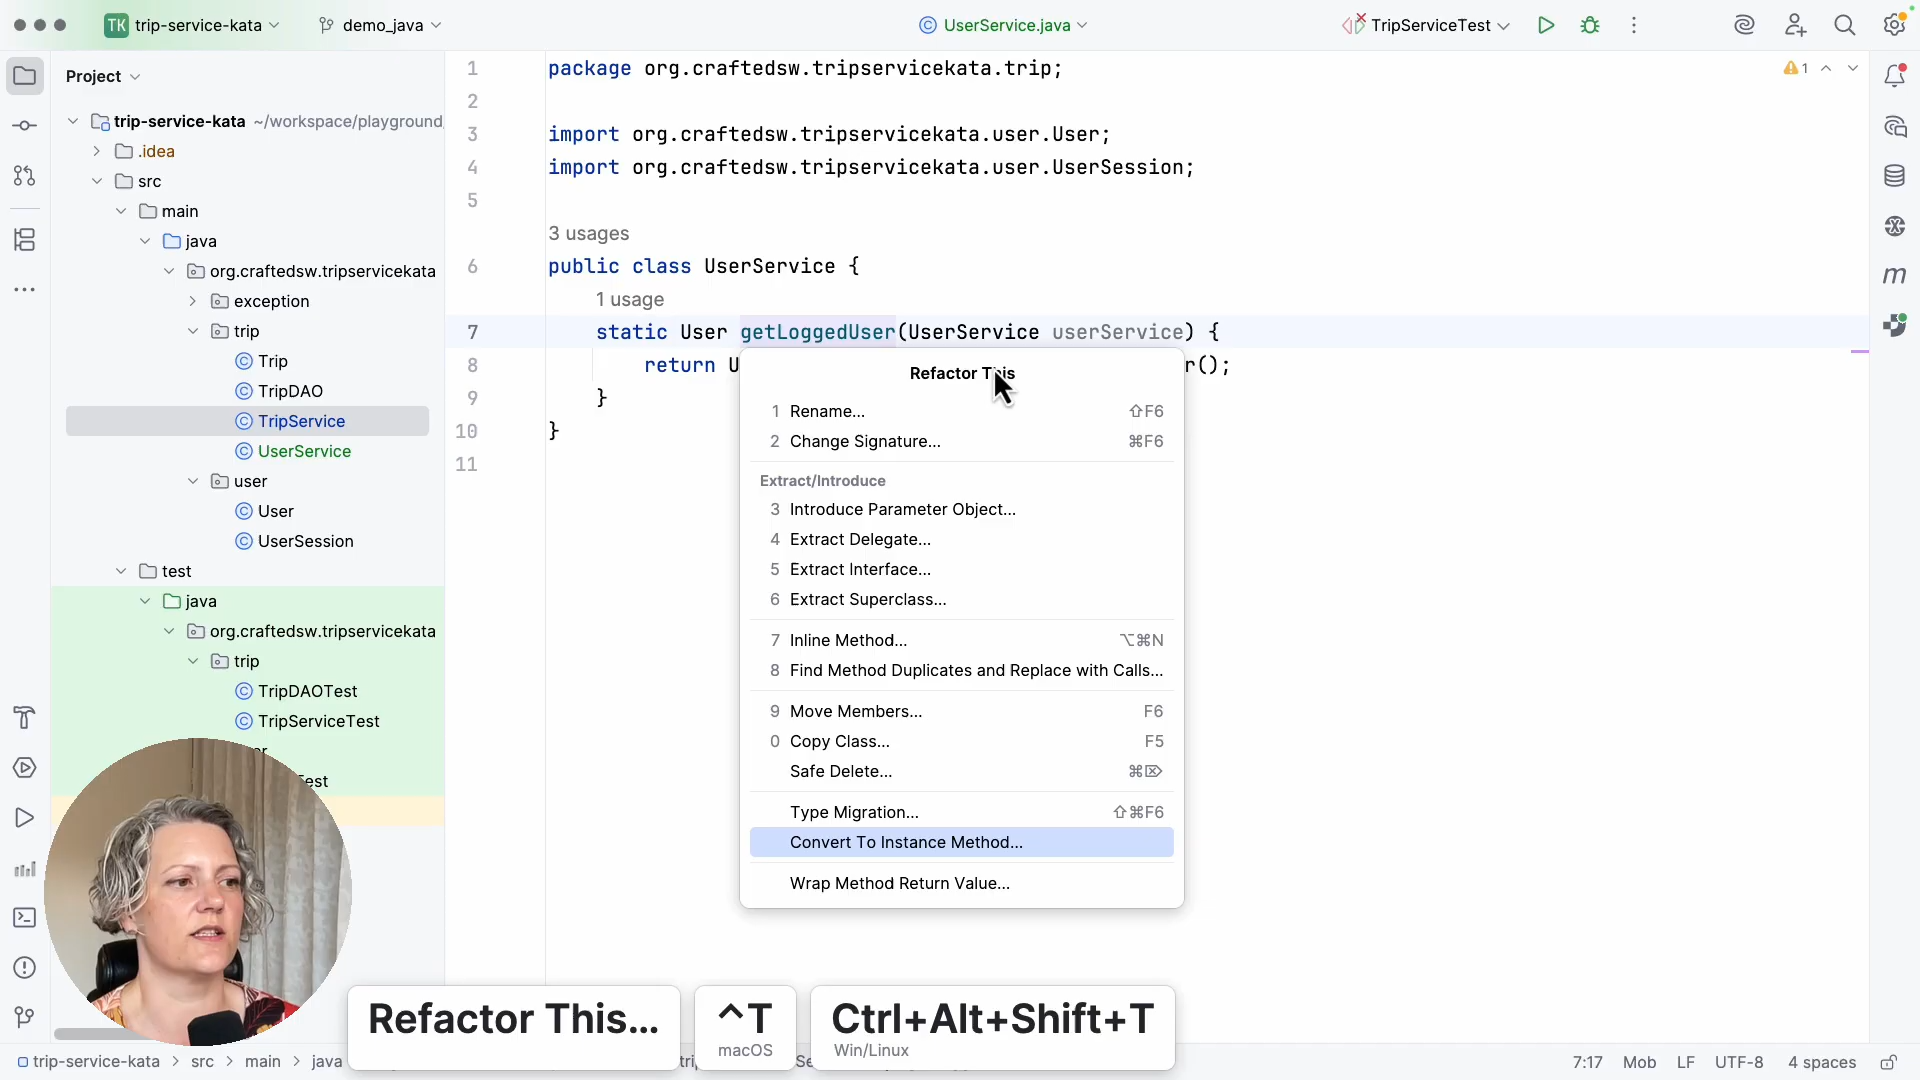 TK trip-service-kata
demo_java
UserService.java
TripServiceTest
Project
trip-service-kata ~/workspace/playground
.idea
src
main
java
org.craftedsw.tripservicekata
exception
trip
Trip
TripDAO
TripService
UserService
user
User
UserSession
test
java
org.craftedsw.tripservicekata
trip
TripDAOTest
TripServiceTest
1 package org.craftedsw.tripservicekata.trip;
2
3 import org.craftedsw.tripservicekata.user.User;
4 import org.craftedsw.tripservicekata.user.UserSession;
5
3 usages
6 public class UserService {
1 usage
7 static User getLoggedUser(UserService userService) {
8 return U r();
9 }
10 }
11
1
Refactor This
1 Rename... ⇧F6
2 Change Signature... ⌘F6
Extract/Introduce
3 Introduce Parameter Object...
4 Extract Delegate...
5 Extract Interface...
6 Extract Superclass...
7 Inline Method... ⌥⌘N
8 Find Method Duplicates and Replace with Calls...
9 Move Members... F6
0 Copy Class... F5
Safe Delete... ⌘⌦
Type Migration... ⇧⌘F6
Convert To Instance Method...
Wrap Method Return Value...
Refactor This...
^T
macOS
Ctrl+Alt+Shift+T
Win/Linux
trip-service-kata > src > main > java
7:17 Mob LF UTF-8 4 spaces